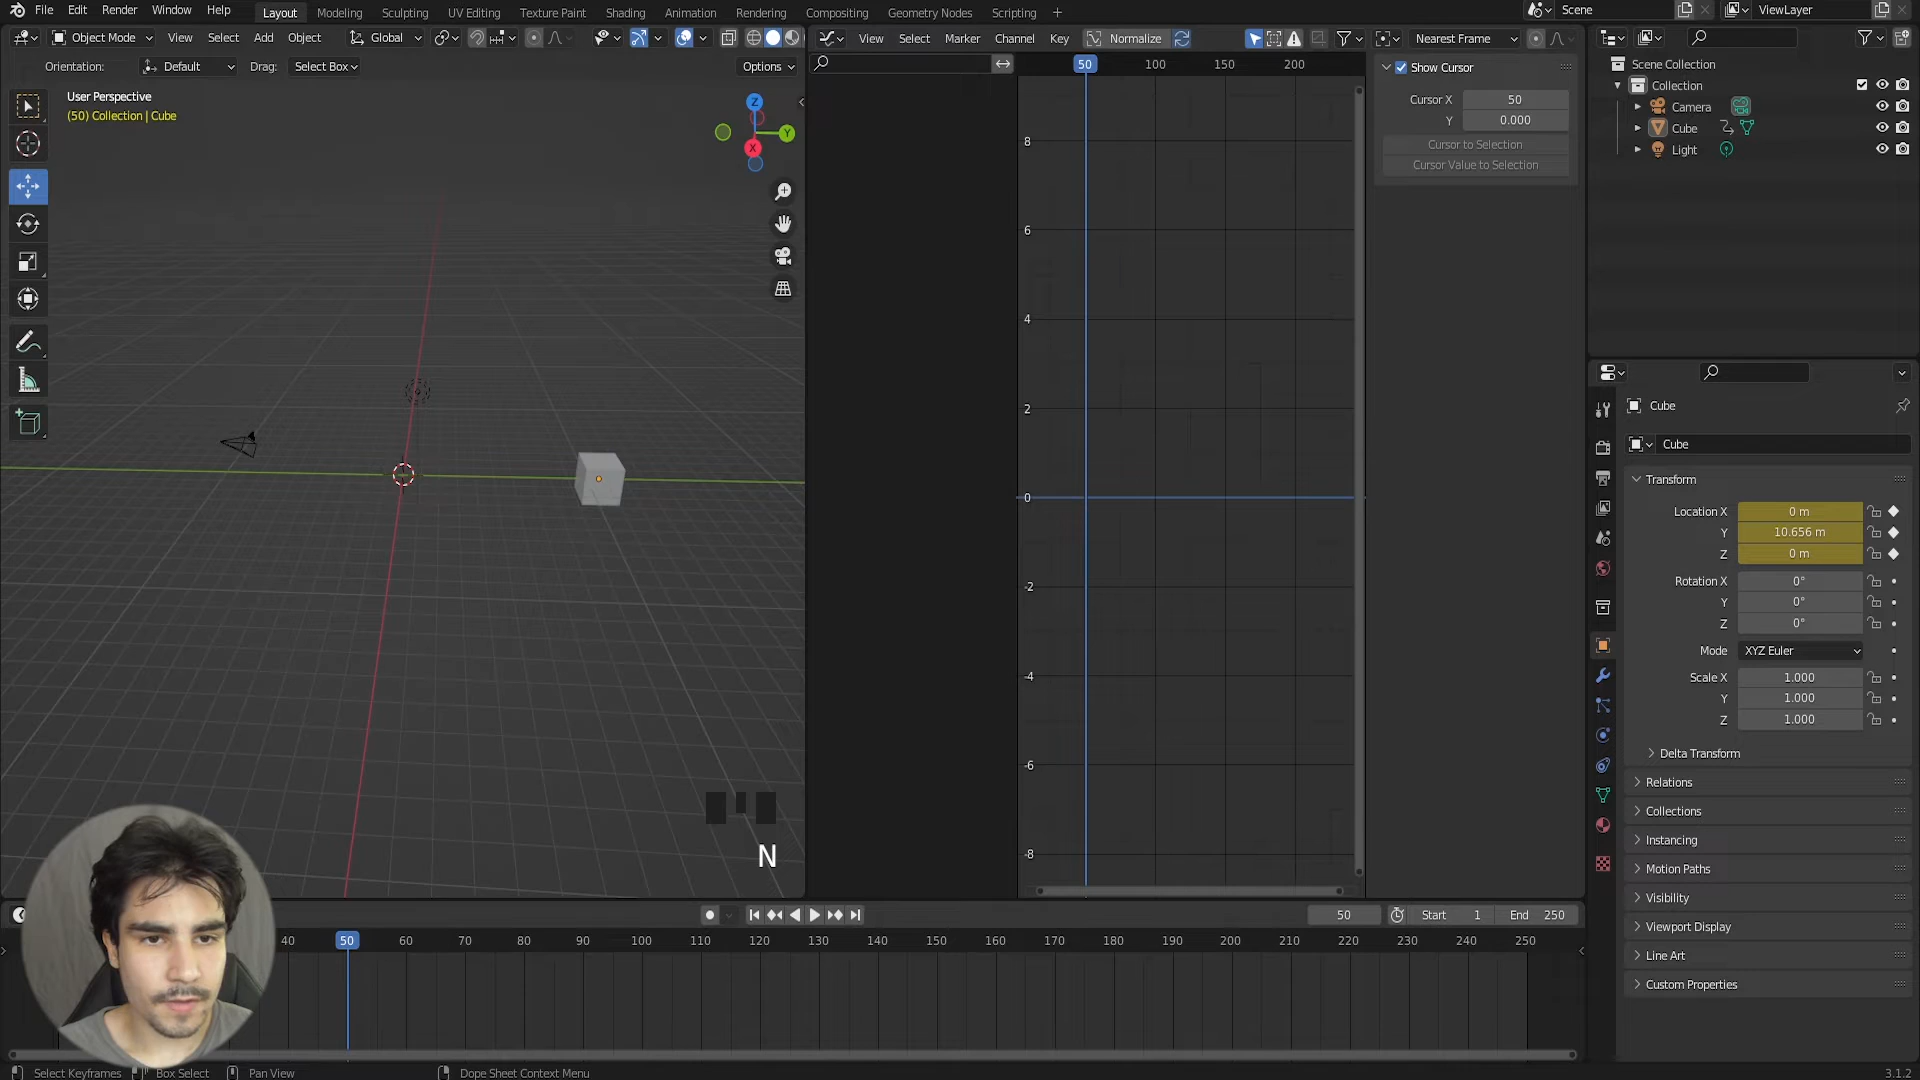 File Edit Render Window Help Layout Modeling Sculpting UV Editing Texture Paint Shading Animation Rendering Compositing Geometry Nodes Scripting + Scene ViewLayer
Object Mode View Select Add Object Global View Select Marker Channel Key Normalize Nearest Frame
Orientation: Default Drag: Select Box Options 50 100 150 200
Show Cursor
Cursor X 50
Y 0.000
Cursor to Selection
Cursor Value to Selection
User Perspective
(50) Collection | Cube
Z
Y
X
8
6
4
2
0
-2
-4
-6
-8
N
Scene Collection
Collection
Camera
Cube
Light
Cube
Cube
Transform
Location X 0 m
Y 10.656 m
Z 0 m
Rotation X 0°
Y 0°
Z 0°
Mode XYZ Euler
Scale X 1.000
Y 1.000
Z 1.000
Delta Transform
Relations
Collections
Instancing
Motion Paths
Visibility
Viewport Display
Line Art
Custom Properties
50 Start 1 End 250
40 50 60 70 80 90 100 110 120 130 140 150 160 170 180 190 200 210 220 230 240 250
Select Keyframes Box Select Pan View Dope Sheet Context Menu 3.1.2